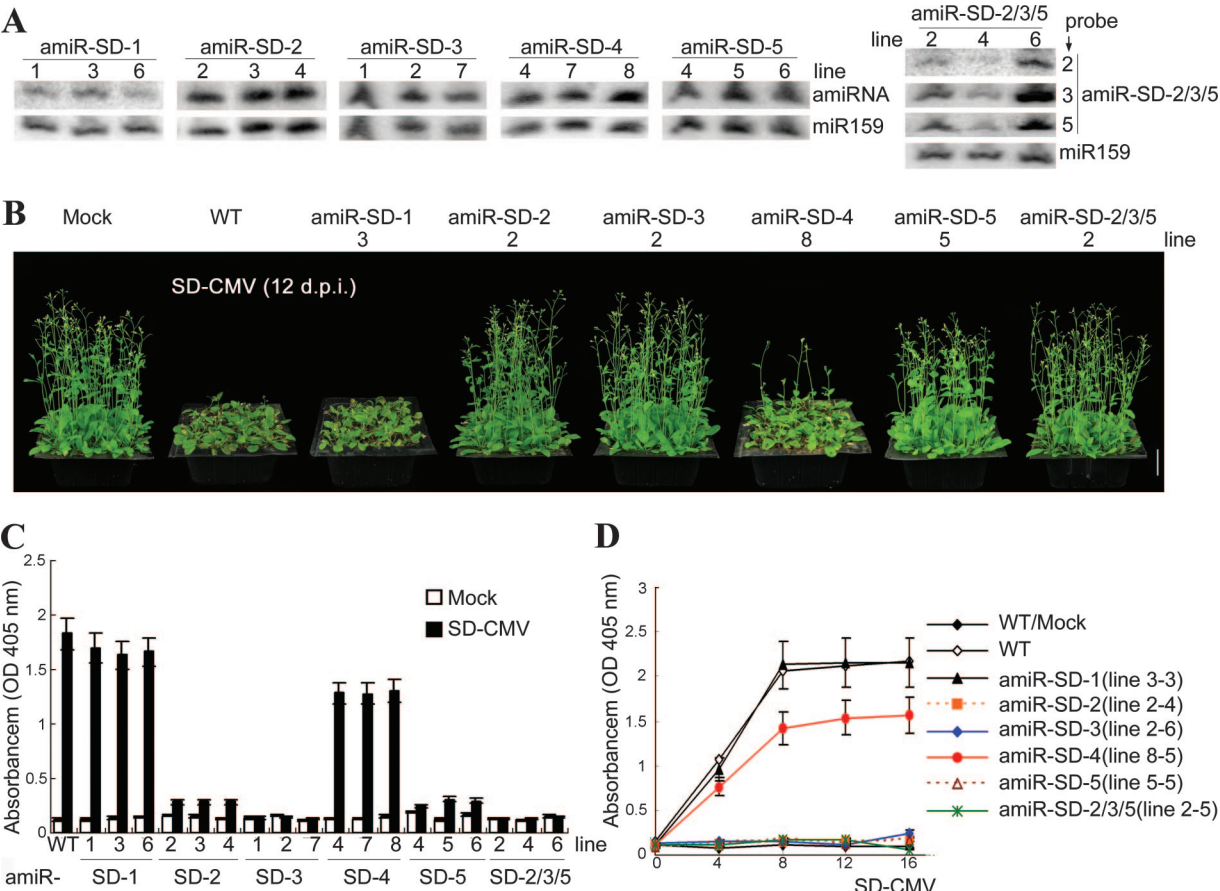 A
amiR-SD-1 amiR-SD-2 amiR-SD-3 amiR-SD-4 amiR-SD-5
1 3 6 2 3 4 1 2 7 4 7 8 4 5 6 line
amiRNA
miR159
amiR-SD-2/3/5 probe
line 2 4 6
2
3 amiR-SD-2/3/5
5
miR159
B
Mock WT amiR-SD-1 amiR-SD-2 amiR-SD-3 amiR-SD-4 amiR-SD-5 amiR-SD-2/3/5
3 2 2 8 5 2 line
SD-CMV (12 d.p.i.)
C
Absorbancem (OD 405 nm)
2.5
2
1.5
1
0.5
0
Mock
SD-CMV
WT 1 3 6 2 3 4 1 2 7 4 7 8 4 5 6 2 4 6 line
amiR- SD-1 SD-2 SD-3 SD-4 SD-5 SD-2/3/5
D
Absorbancem (OD 405 nm)
3
2.5
2
1.5
1
0.5
0
0 4 8 12 16
SD-CMV
WT/Mock
WT
amiR-SD-1(line 3-3)
amiR-SD-2(line 2-4)
amiR-SD-3(line 2-6)
amiR-SD-4(line 8-5)
amiR-SD-5(line 5-5)
amiR-SD-2/3/5(line 2-5)